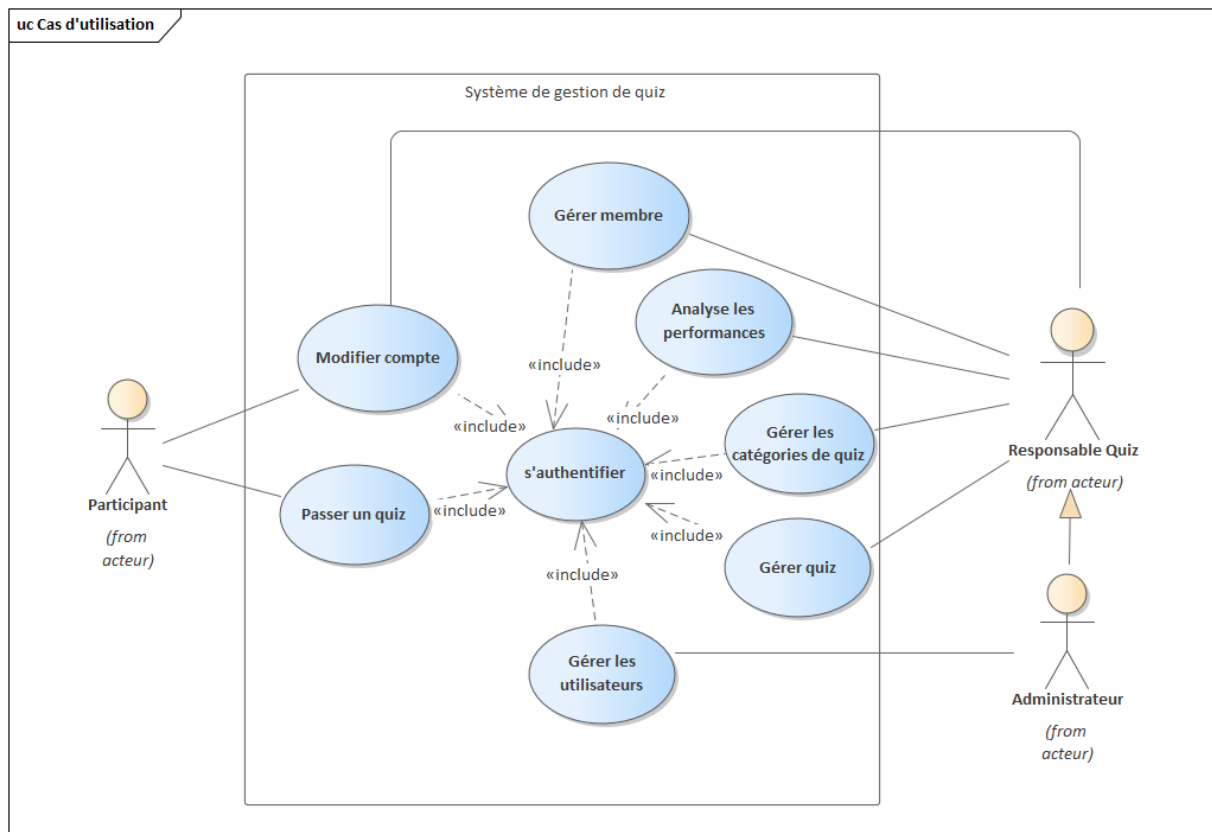 uc Cas d'utilisation
Système de gestion de quiz
Gérer membre
Analyse les
performances
Modifier compte
«include»
«include»
«include»
Gérer les
catégories de quiz
s'authentifier
«include»
Responsable Quiz
(from acteur)
Participant
(from
acteur)
Passer un quiz
«include»
«include»
Gérer quiz
«include»
Gérer les
utilisateurs
Administrateur
(from
acteur)